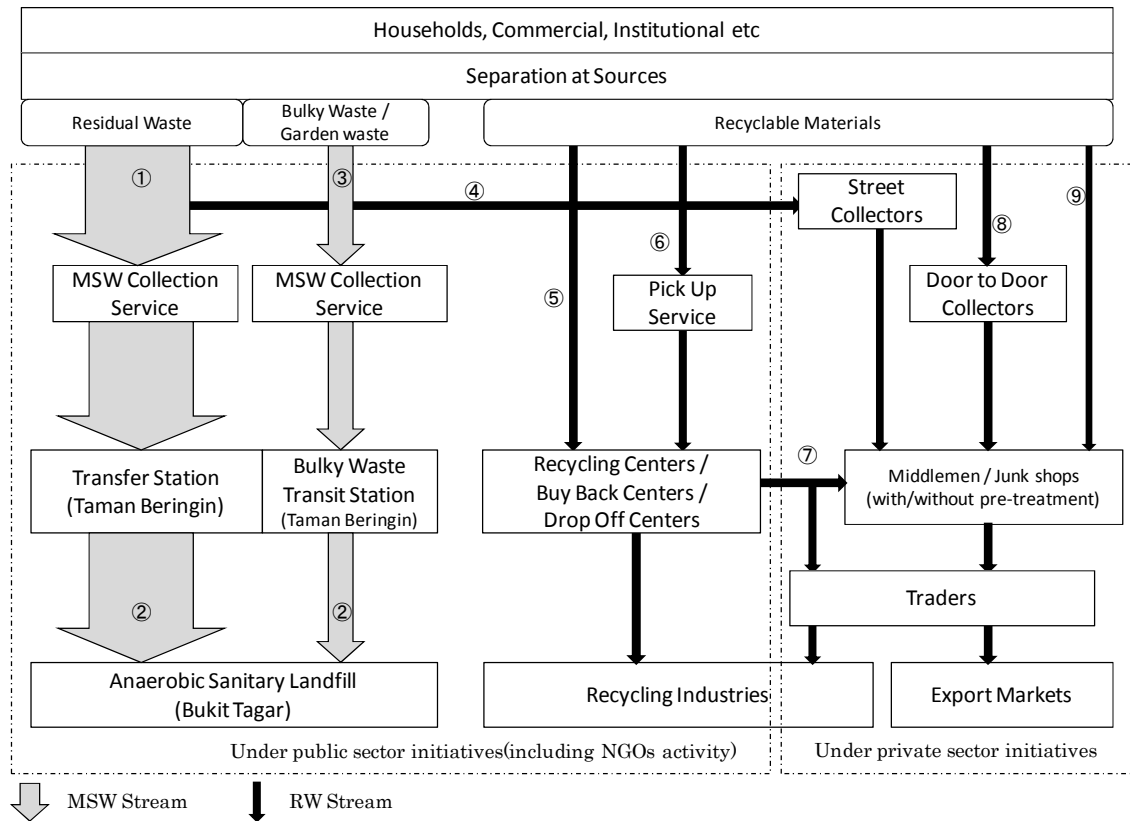 Households, Commercial, Institutional etc
Separation at Sources
Residual Waste
Bulky Waste /
Garden waste
Recyclable Materials
①
③
④
Street
Collectors
⑨
⑧
⑥
⑤
MSW Collection
Service
MSW Collection
Service
Pick Up
Service
Door to Door
Collectors
Transfer Station
(Taman Beringin)
Bulky Waste
Transit Station
(Taman Beringin)
Recycling Centers /
Buy Back Centers /
Drop Off Centers
⑦
Middlemen / Junk shops
(with/without pre-treatment)
②
②
Traders
Anaerobic Sanitary Landfill
(Bukit Tagar)
Recycling Industries
Export Markets
Under public sector initiatives(including NGOs activity)
Under private sector initiatives
MSW Stream
RW Stream